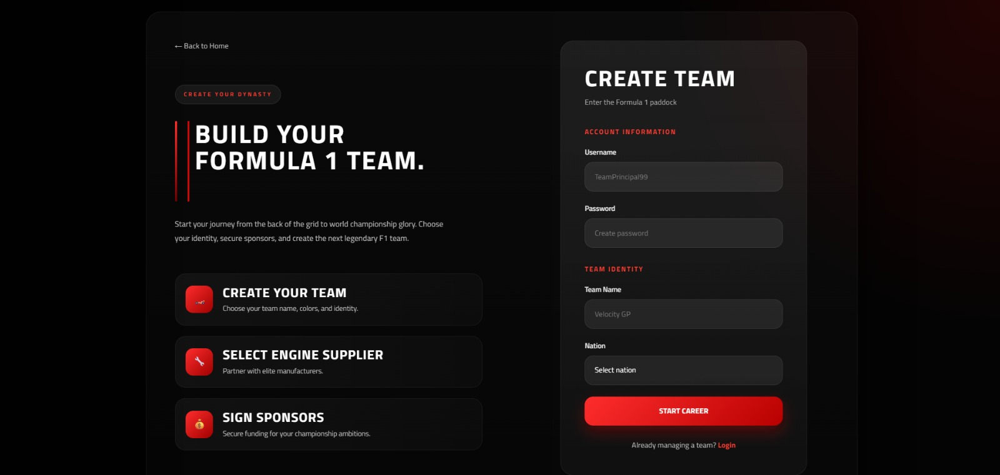 ← Back to Home
CREATE YOUR DYNASTY
BUILD YOUR
FORMULA 1 TEAM.
Start your journey from the back of the grid to world championship glory. Choose
your identity, secure sponsors, and create the next legendary F1 team.
CREATE YOUR TEAM
Choose your team name, colors, and identity.
SELECT ENGINE SUPPLIER
Partner with elite manufacturers.
SIGN SPONSORS
Secure funding for your championship ambitions.
CREATE TEAM
Enter the Formula 1 paddock
ACCOUNT INFORMATION
Username
TeamPrincipal99
Password
Create password
TEAM IDENTITY
Team Name
Velocity GP
Nation
Select nation
START CAREER
Already managing a team? Login